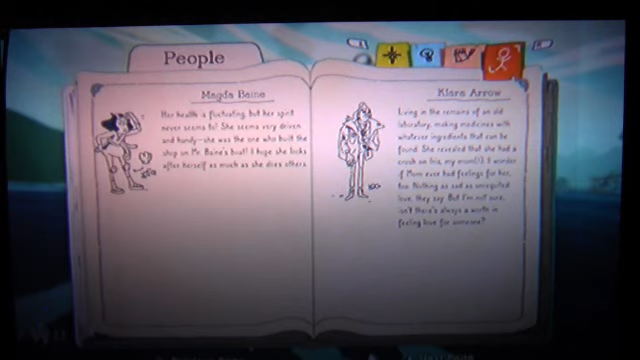 People
Magda Baine
Her health is fluctuating, but her spirit
never seems to! She seems very driven
and handy—she was the one who built the
shop on Mr. Baine's boat! I hope she looks
after herself as much as she does others.
Klara Arrow
Living in the remains of an old
laboratory, making medicines with
whatever ingredients that can be
found. She revealed that she had a
crush on my mum(!). I wonder
if Mom ever had feelings for her,
too. Nothing as sad as unrequited
love, they say. But I'm not sure,
isn't there's always a worth in
feeling love for someone?